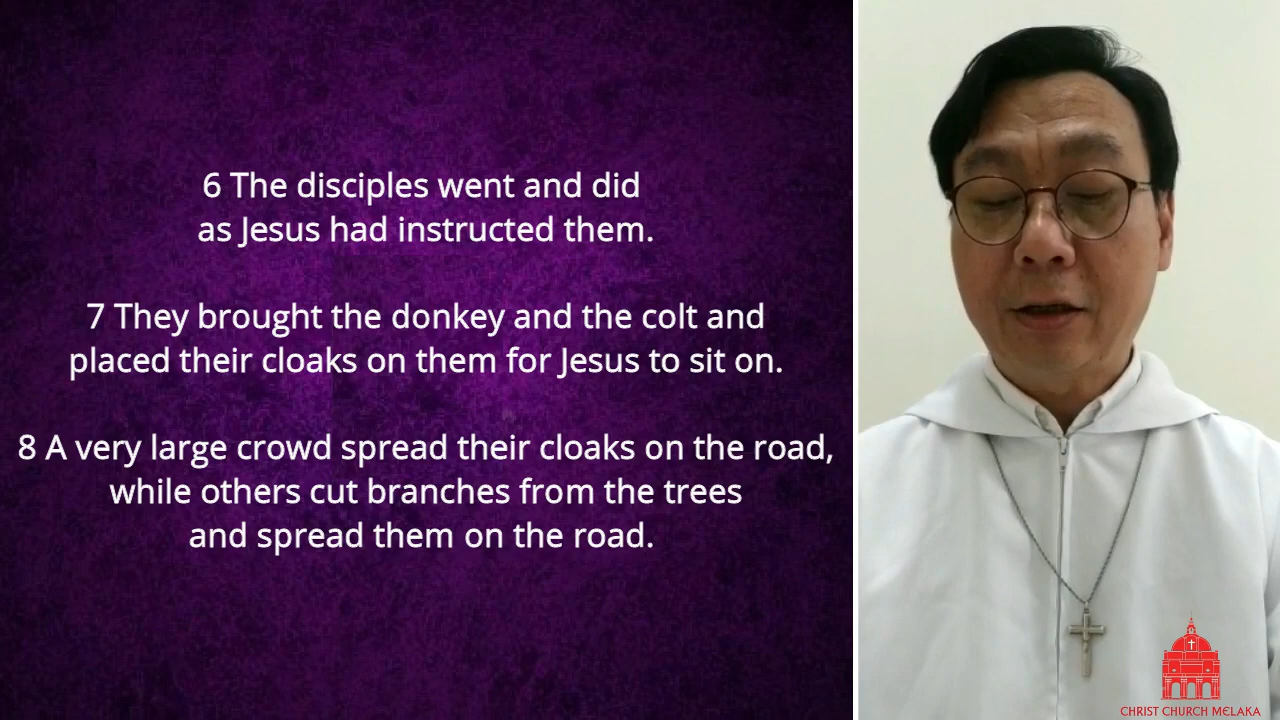 6 The disciples went and did
as Jesus had instructed them.
7 They brought the donkey and the colt and
placed their cloaks on them for Jesus to sit on.
8 A very large crowd spread their cloaks on the road,
while others cut branches from the trees
and spread them on the road.
CHRIST CHURCH MELAKA